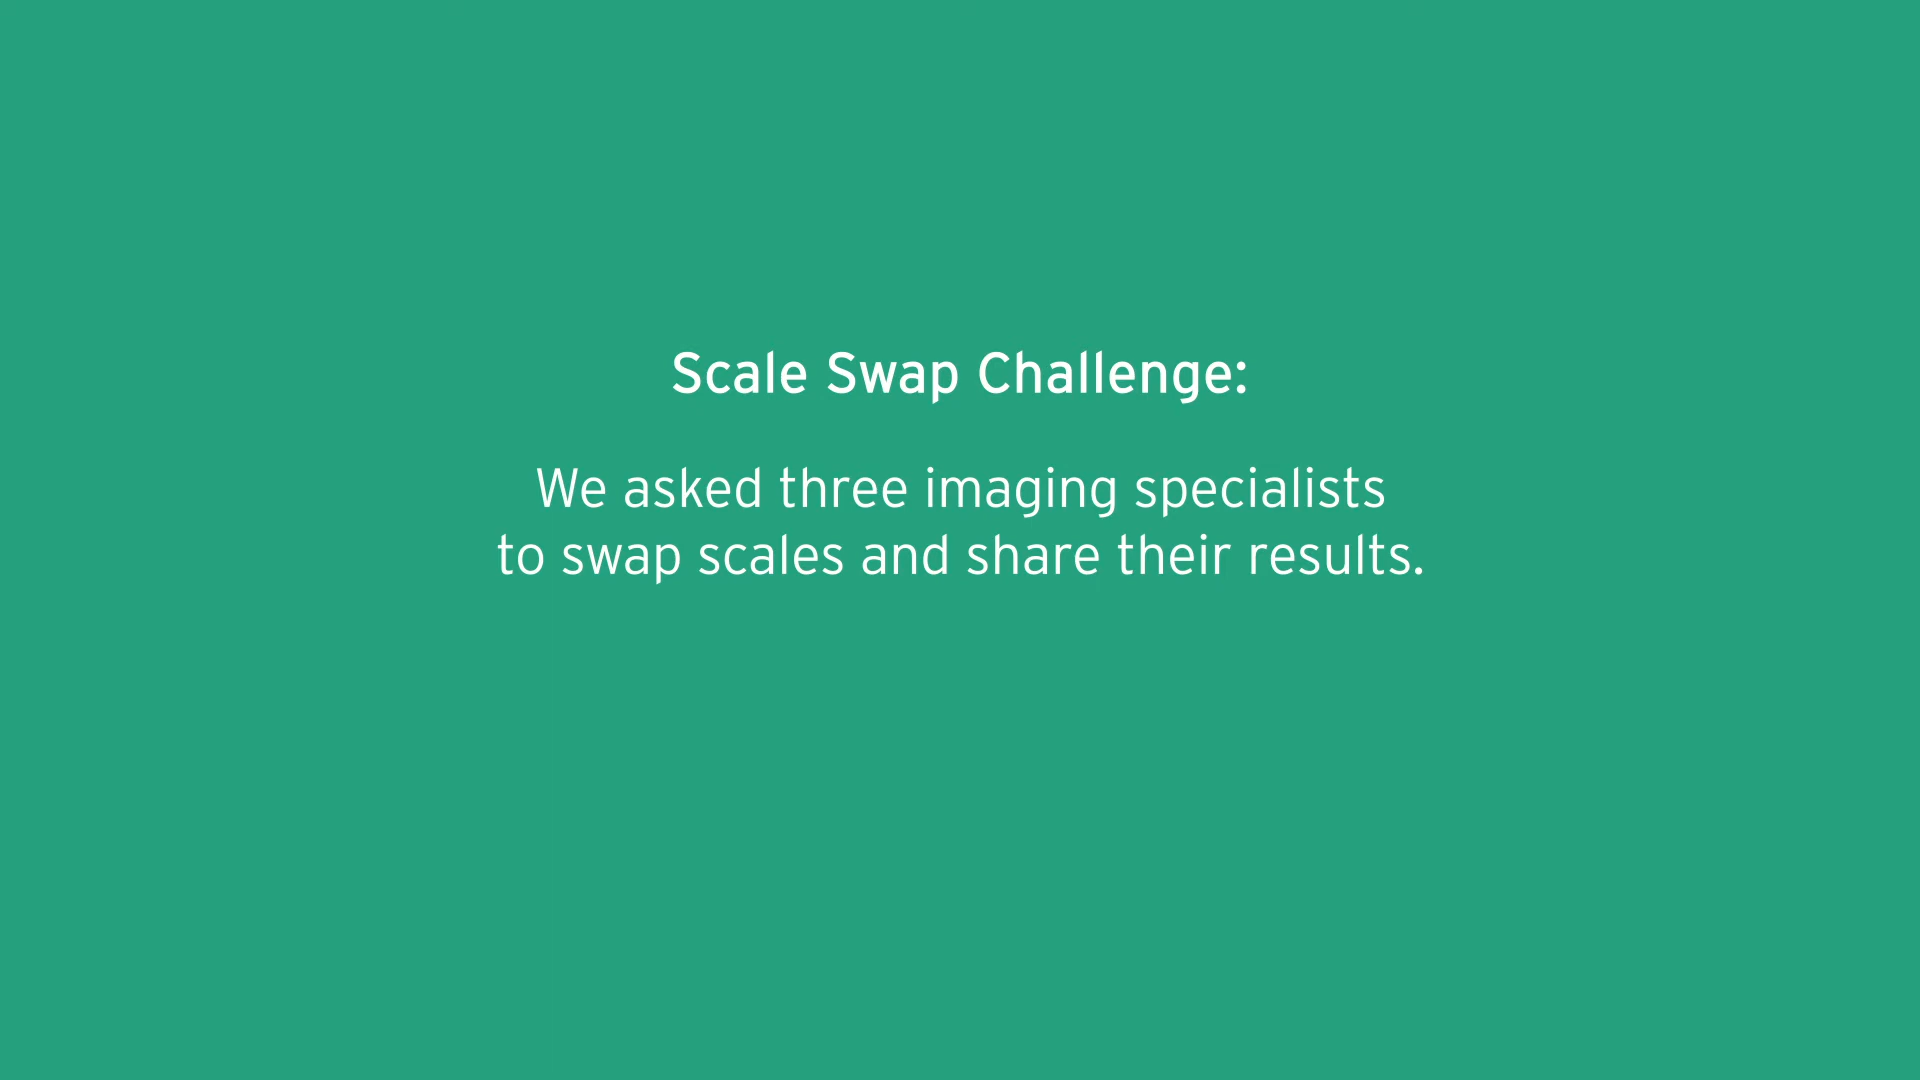 Scale Swap Challenge:
We asked three imaging specialists
to swap scales and share their results.